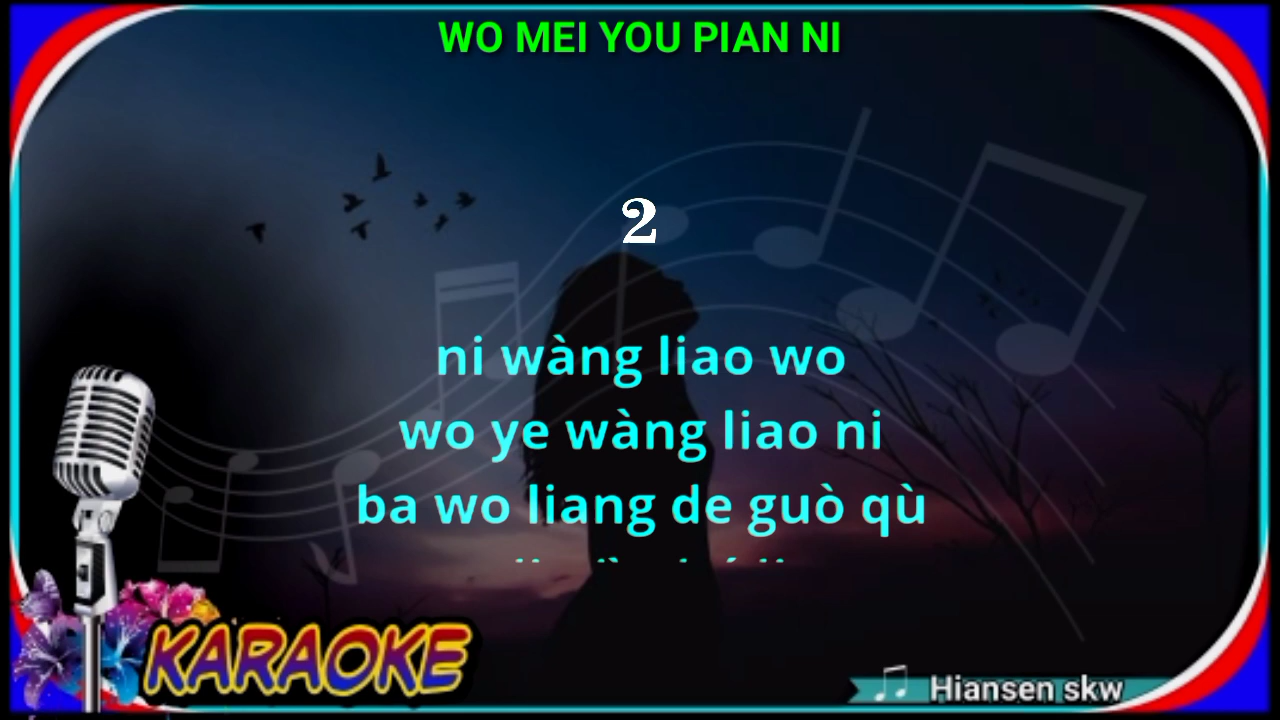 WO MEI YOU PIAN NI
2
ni wàng liao wo
wo ye wàng liao ni
ba wo liang de guò qù
KARAOKE
Hiansen skw